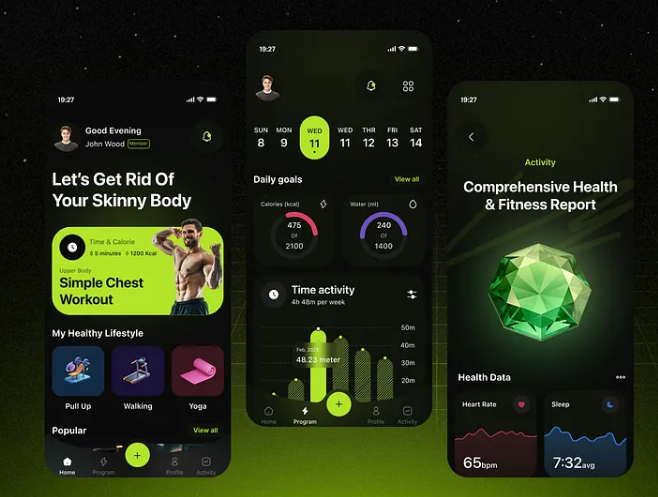 19:27
Good Evening
John Wood Member
Let's Get Rid Of
Your Skinny Body
Time & Calorie
5 minutes 1200 Kcal
Upper Body
Simple Chest
Workout
My Healthy Lifestyle
Pull Up Walking Yoga
Popular View all
Home Program + Profile Activity
19:27
SUN MON WED WED THR FRI SAT
8 9 11 11 12 13 14
Daily goals View all
Calories (kcal) Water (ml)
475 240
OF OF
2100 1400
Time activity
4h 48m per week
50m
Feb, 2025
40m
48.23 meter
30m
20m
Home Program + Profile Activity
19:27
Activity
Comprehensive Health
& Fitness Report
Health Data
Heart Rate Sleep
65bpm 7:32avg